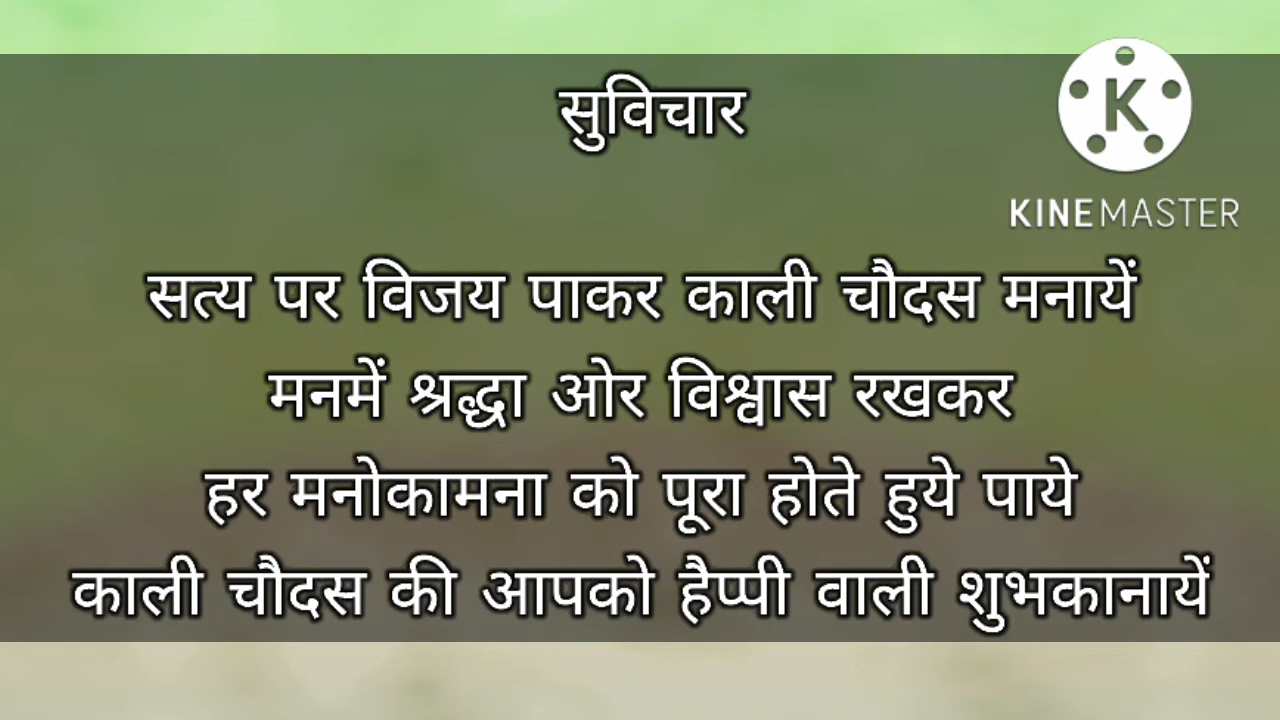 सुविचार
K
KINEMASTER
सत्य पर विजय पाकर काली चौदस मनायें
मनमें श्रद्धा ओर विश्वास रखकर
हर मनोकामना को पूरा होते हुये पाये
काली चौदस की आपको हैप्पी वाली शुभकानायें